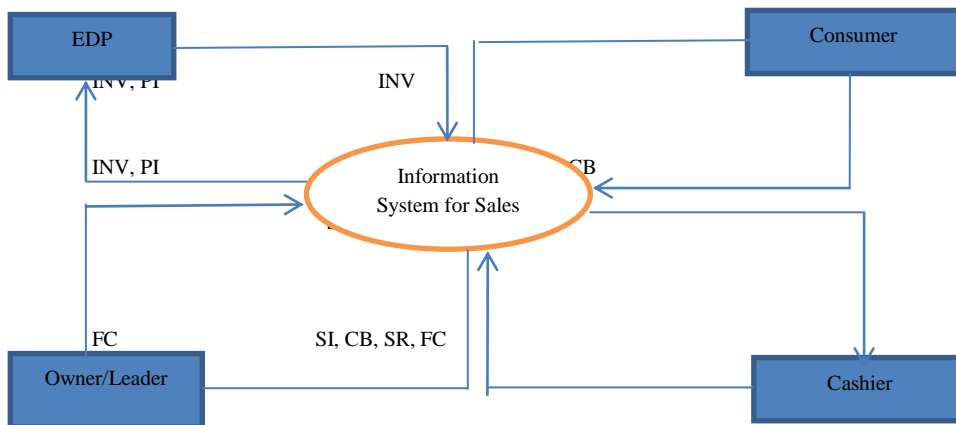 EDP
Consumer
INV, PI
INV
INV, PI
Information
System for Sales
CB
FC
SI, CB, SR, FC
Owner/Leader
Cashier